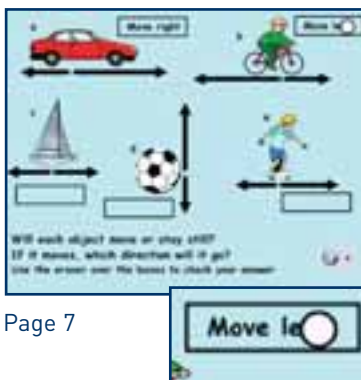 a
Move right
b
Move le
c
d
e
Will each object move or stay still?
If it moves, which direction will it go?
Use the eraser over the boxes to check your answer
Page 7
Move le